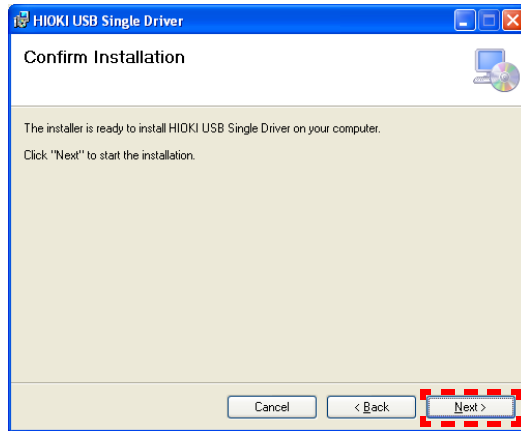 HIOKI USB Single Driver
Confirm Installation
The installer is ready to install HIOKI USB Single Driver on your computer.
Click "Next" to start the installation.
Cancel
< Back
Next >